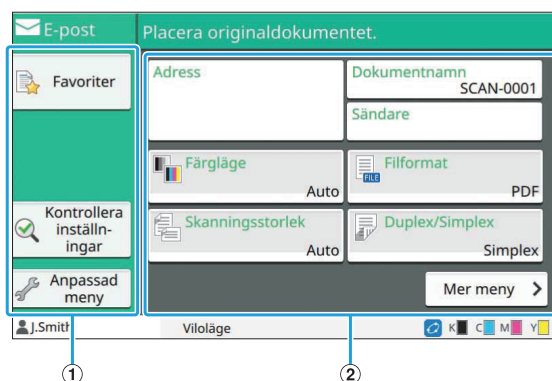 E-post
Placera originaldokumentet.
Favoriter
Kontrollera
inställn-
ingar
Anpassad
meny
Adress
Dokumentnamn
SCAN-0001
Sändare
Färgläge
Auto
Filformat
FILE
PDF
Skanningsstorlek
Auto
Duplex/Simplex
Simplex
Mer meny
J.Smith
Viloläge
K C M Y
1
2